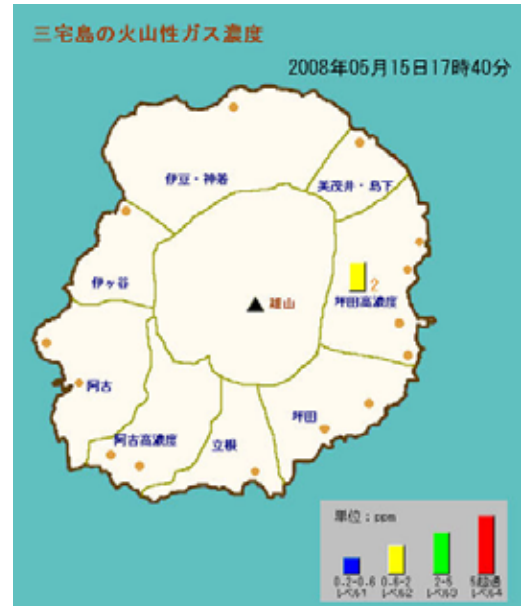 三宅島の火山性ガス濃度
2008年05月15日17時40分
伊豆・神着
美茂井・島下
伊ヶ谷
2
坪田高濃度
雄山
阿古
坪田
阿古高濃度
立根
単位：ppm
0.2-0.6
0.6-2
2-5
5超過
レベル1
レベル2
レベル3
レベル4